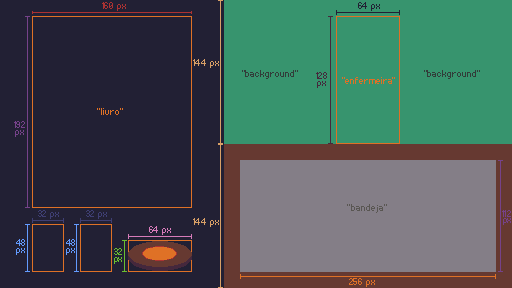 160 px
64 px
144 px
128 px
"background"
"enfermeira"
"background"
"livro"
192 px
32 px
32 px
144 px
"bandeja"
64 px
48 px
48 px
32 px
256 px